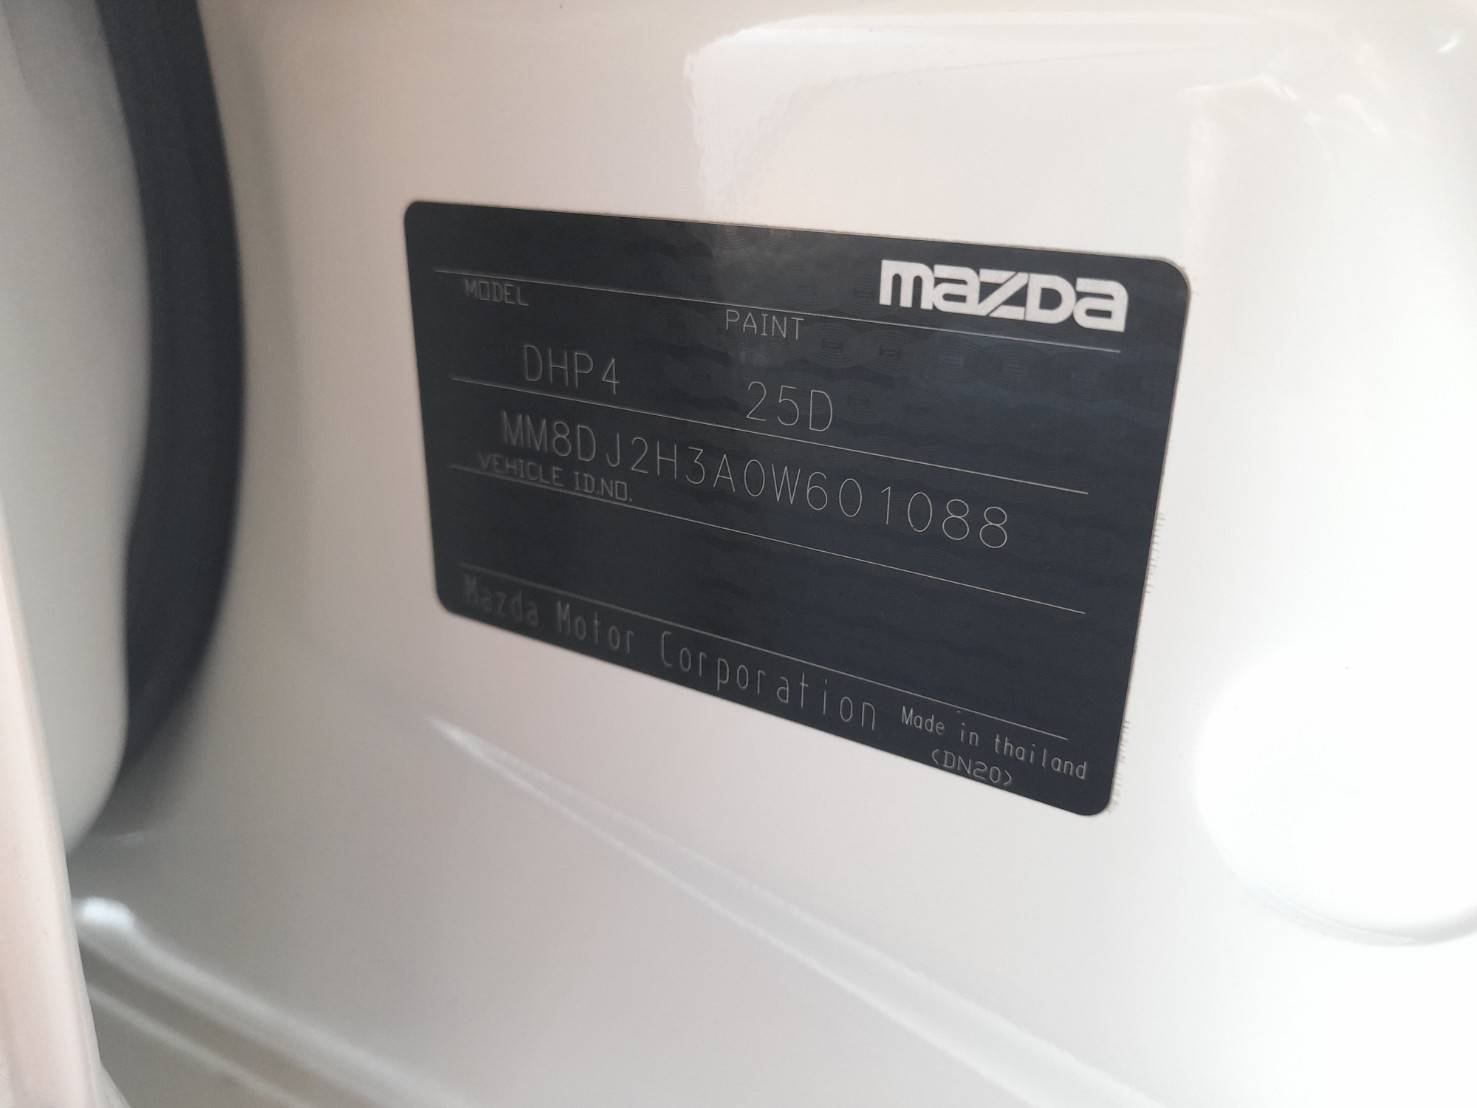 mazda
MODEL PAINT
DHP4 25D
MM8DJ2H3A0W601088
VEHICLE ID.NO.
Mazda Motor Corporation Made in thailand
(DN20)